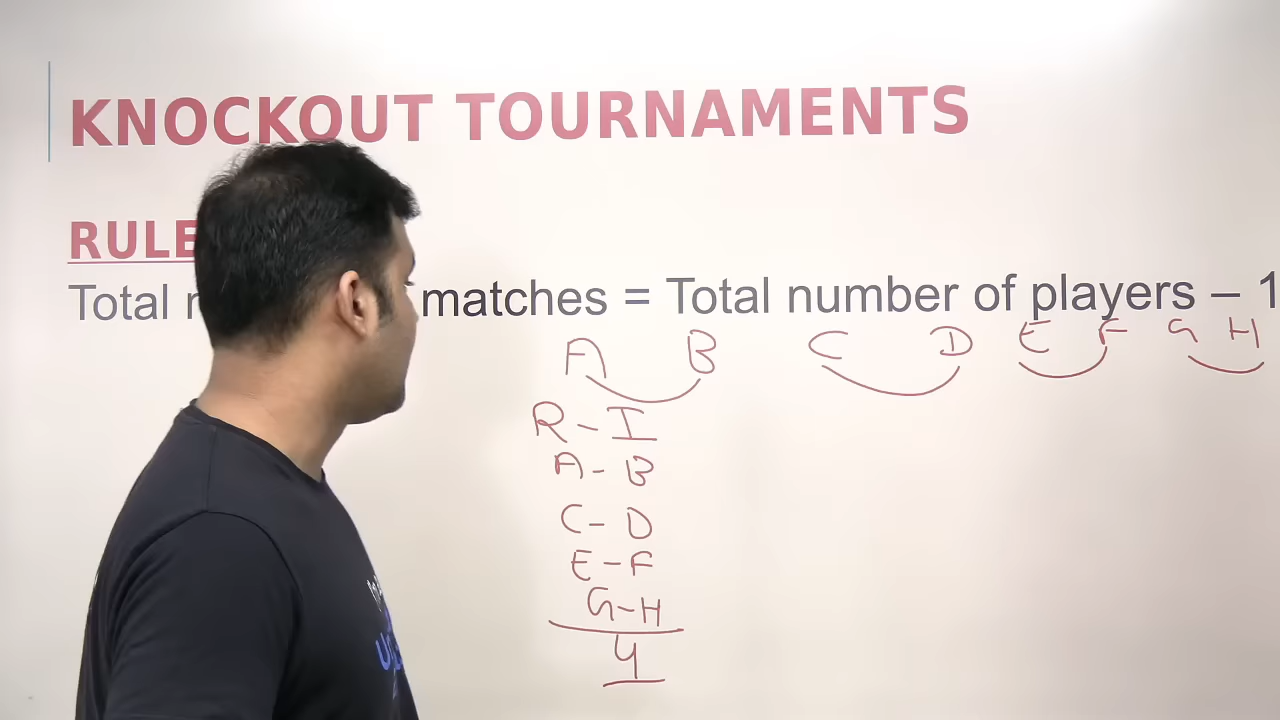 KNOCKOUT TOURNAMENTS
RULE
Total matches = Total number of players – 1
A B C D E F G H
R - I
A - B
C - D
E - F
G - H
4